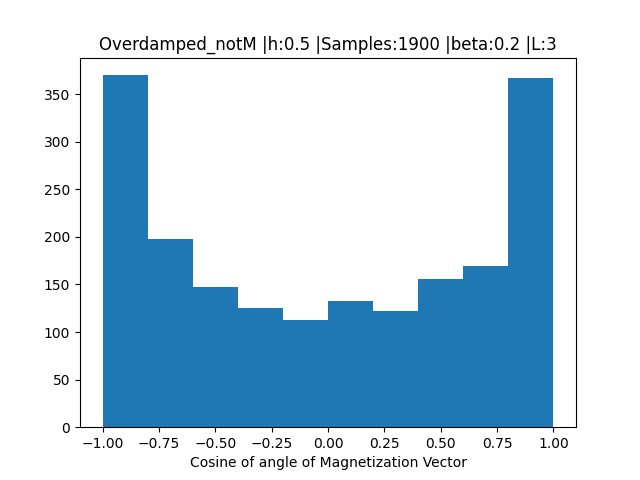 Overdamped_notM |h:0.5 |Samples:1900 |beta:0.2 |L:3
350
300
250
200
150
100
50
0
−1.00 −0.75 −0.50 −0.25 0.00 0.25 0.50 0.75 1.00
Cosine of angle of Magnetization Vector